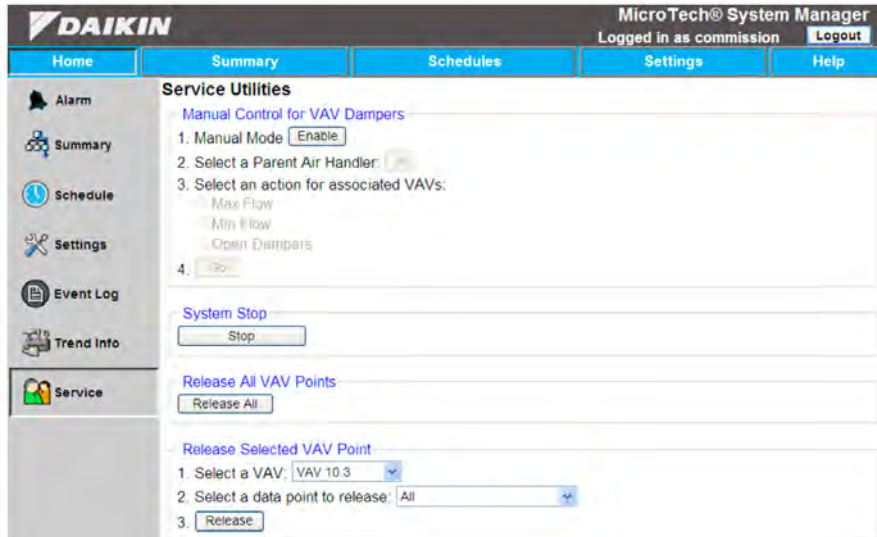 DAIKIN
MicroTech® System Manager
Logged in as commission Logout
Home Summary Schedules Settings Help
Alarm
Summary
Schedule
Settings
Event Log
Trend Info
Service
Service Utilities
Manual Control for VAV Dampers
1. Manual Mode Enable
2. Select a Parent Air Handler:
3. Select an action for associated VAVs:
Max Flow
Min Flow
Open Dampers
4. Go
System Stop
Stop
Release All VAV Points
Release All
Release Selected VAV Point
1. Select a VAV: VAV 10.3
2. Select a data point to release: All
3. Release